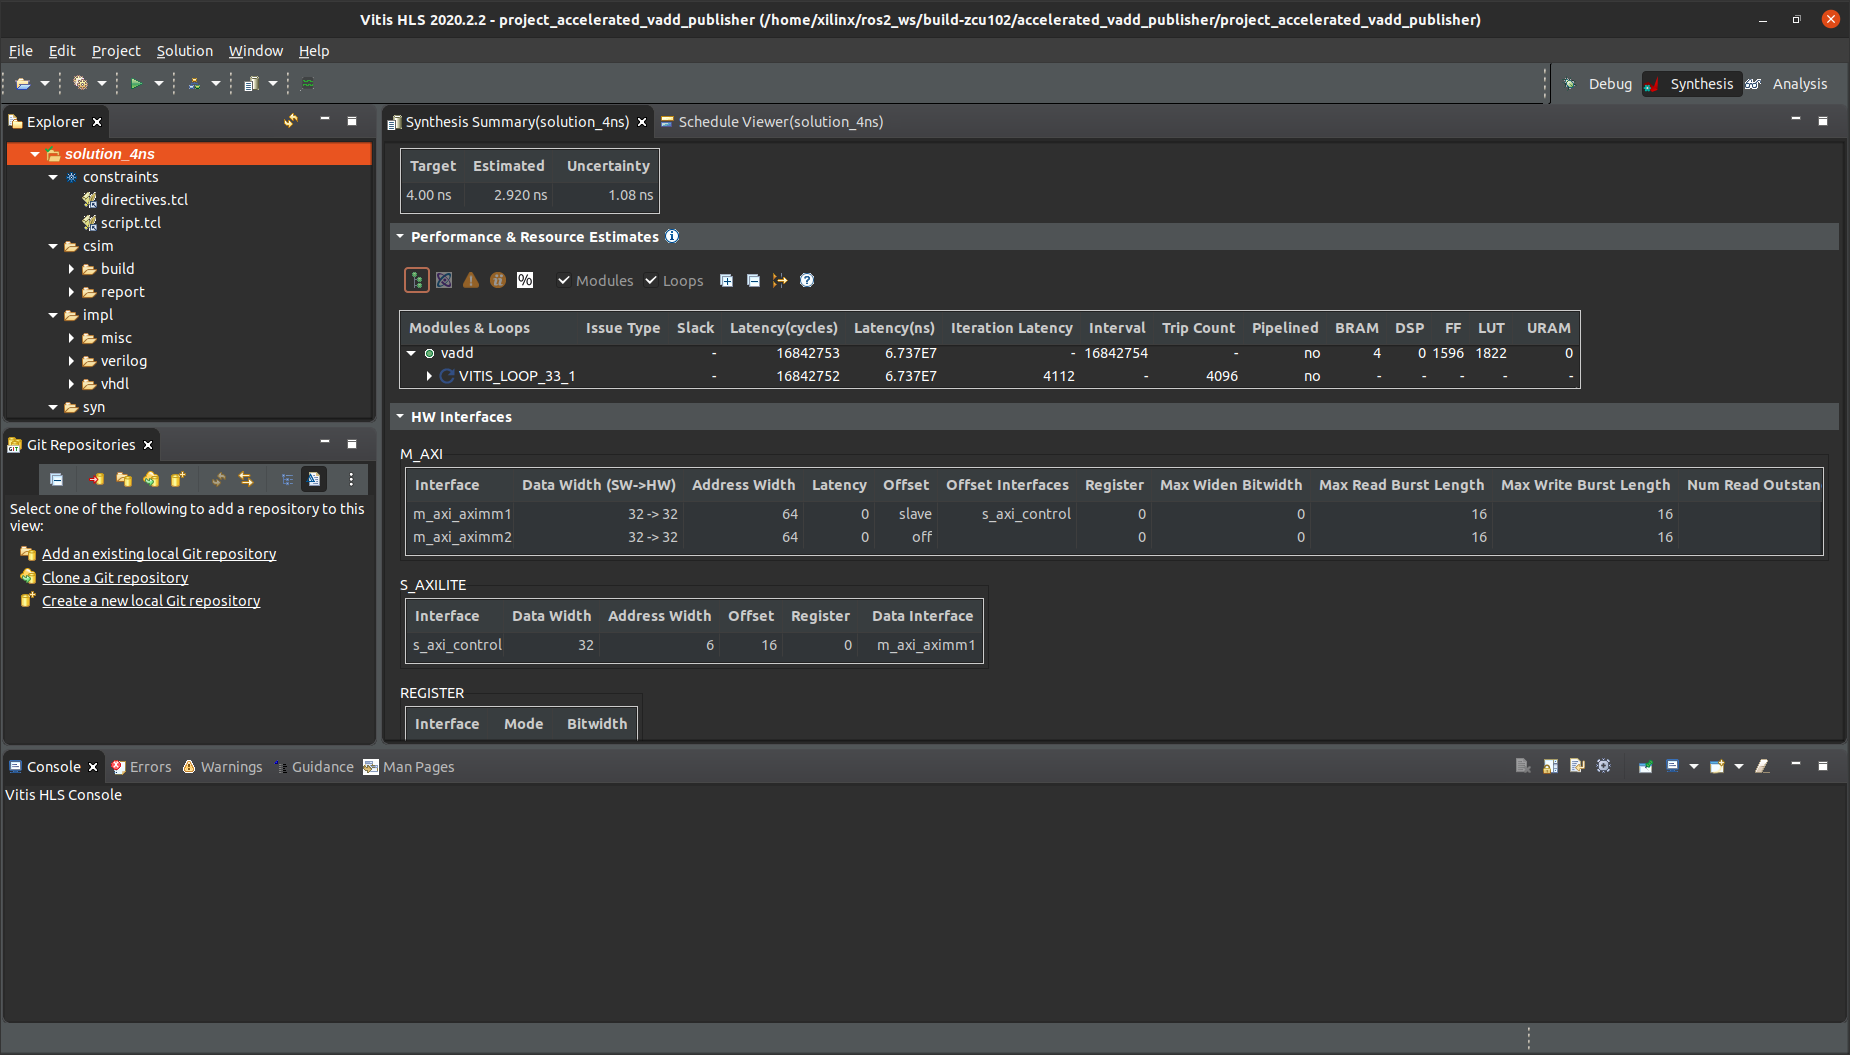 Vitis HLS 2020.2.2 - project_accelerated_vadd_publisher (/home/xilinx/ros2_ws/build-zcu102/accelerated_vadd_publisher/project_accelerated_vadd_publisher)
File Edit Project Solution Window Help
Debug Synthesis Analysis
Explorer
solution_4ns
constraints
directives.tcl
script.tcl
csim
build
report
impl
misc
verilog
vhdl
syn
Git Repositories
Select one of the following to add a repository to this
view:
Add an existing local Git repository
Clone a Git repository
Create a new local Git repository
Synthesis Summary(solution_4ns) Schedule Viewer(solution_4ns)
Target Estimated Uncertainty
4.00 ns 2.920 ns 1.08 ns
Performance & Resource Estimates
% Modules Loops
Modules & Loops Issue Type Slack Latency(cycles) Latency(ns) Iteration Latency Interval Trip Count Pipelined BRAM DSP FF LUT URAM
vadd - 16842753 6.737E7 - 16842754 - no 4 0 1596 1822 0
VITIS_LOOP_33_1 - 16842752 6.737E7 4112 - 4096 no - - - - -
HW Interfaces
M_AXI
Interface Data Width (SW->HW) Address Width Latency Offset Offset Interfaces Register Max Widen Bitwidth Max Read Burst Length Max Write Burst Length Num Read Outstan
m_axi_aximm1 32 -> 32 64 0 slave s_axi_control 0 0 16 16
m_axi_aximm2 32 -> 32 64 0 off 0 0 16 16
S_AXILITE
Interface Data Width Address Width Offset Register Data Interface
s_axi_control 32 6 16 0 m_axi_aximm1
REGISTER
Interface Mode Bitwidth
Console Errors Warnings Guidance Man Pages
Vitis HLS Console